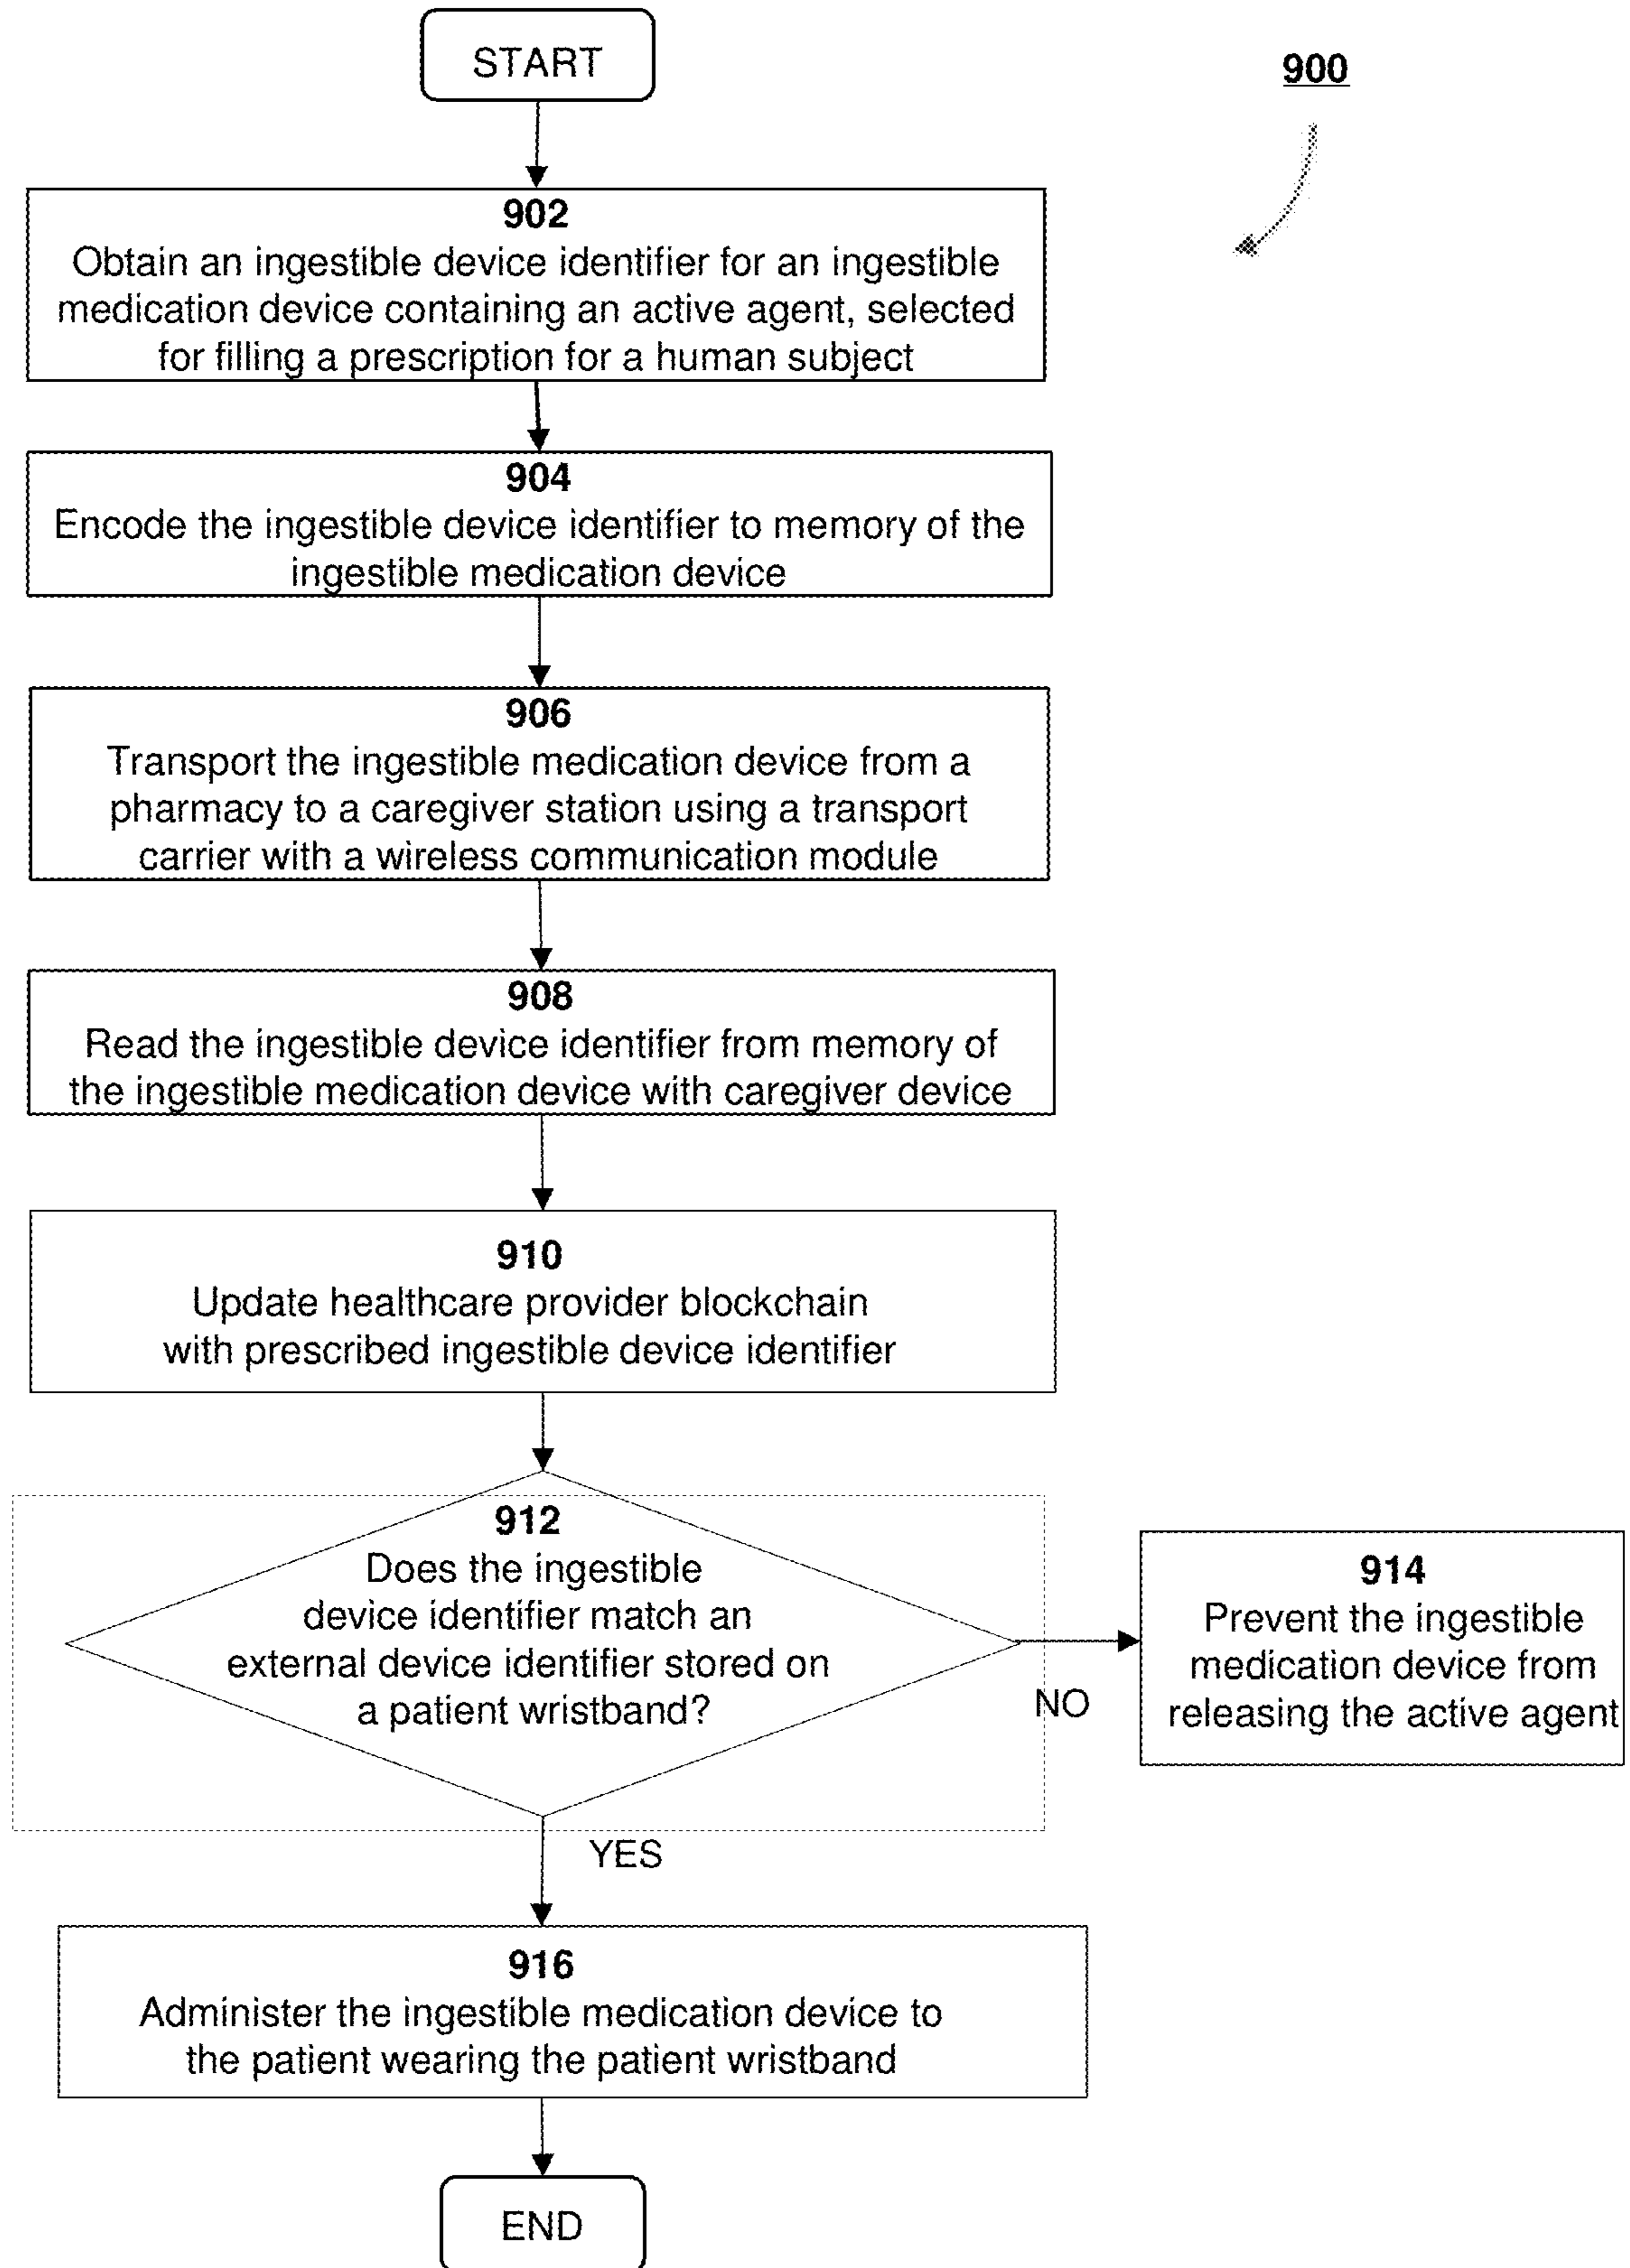 START
900
902
Obtain an ingestible device identifier for an ingestible
medication device containing an active agent, selected
for filling a prescription for a human subject
904
Encode the ingestible device identifier to memory of the
ingestible medication device
906
Transport the ingestible medication device from a
pharmacy to a caregiver station using a transport
carrier with a wireless communication module
908
Read the ingestible device identifier from memory of
the ingestible medication device with caregiver device
910
Update healthcare provider blockchain
with prescribed ingestible device identifier
912
Does the ingestible
device identifier match an
external device identifier stored on
a patient wristband?
NO
914
Prevent the ingestible
medication device from
releasing the active agent
YES
916
Administer the ingestible medication device to
the patient wearing the patient wristband
END